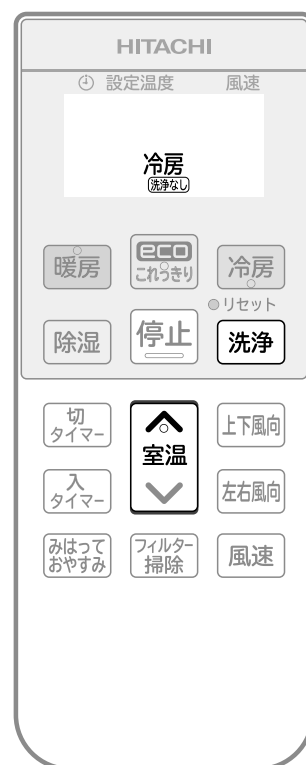 HITACHI
設定温度 風速
冷房
洗浄なし
暖房 eco これっきり 冷房
リセット
除湿 停止 洗浄
切タイマー 室温 上下風向
入タイマー 左右風向
みはっておやすみ フィルター掃除 風速